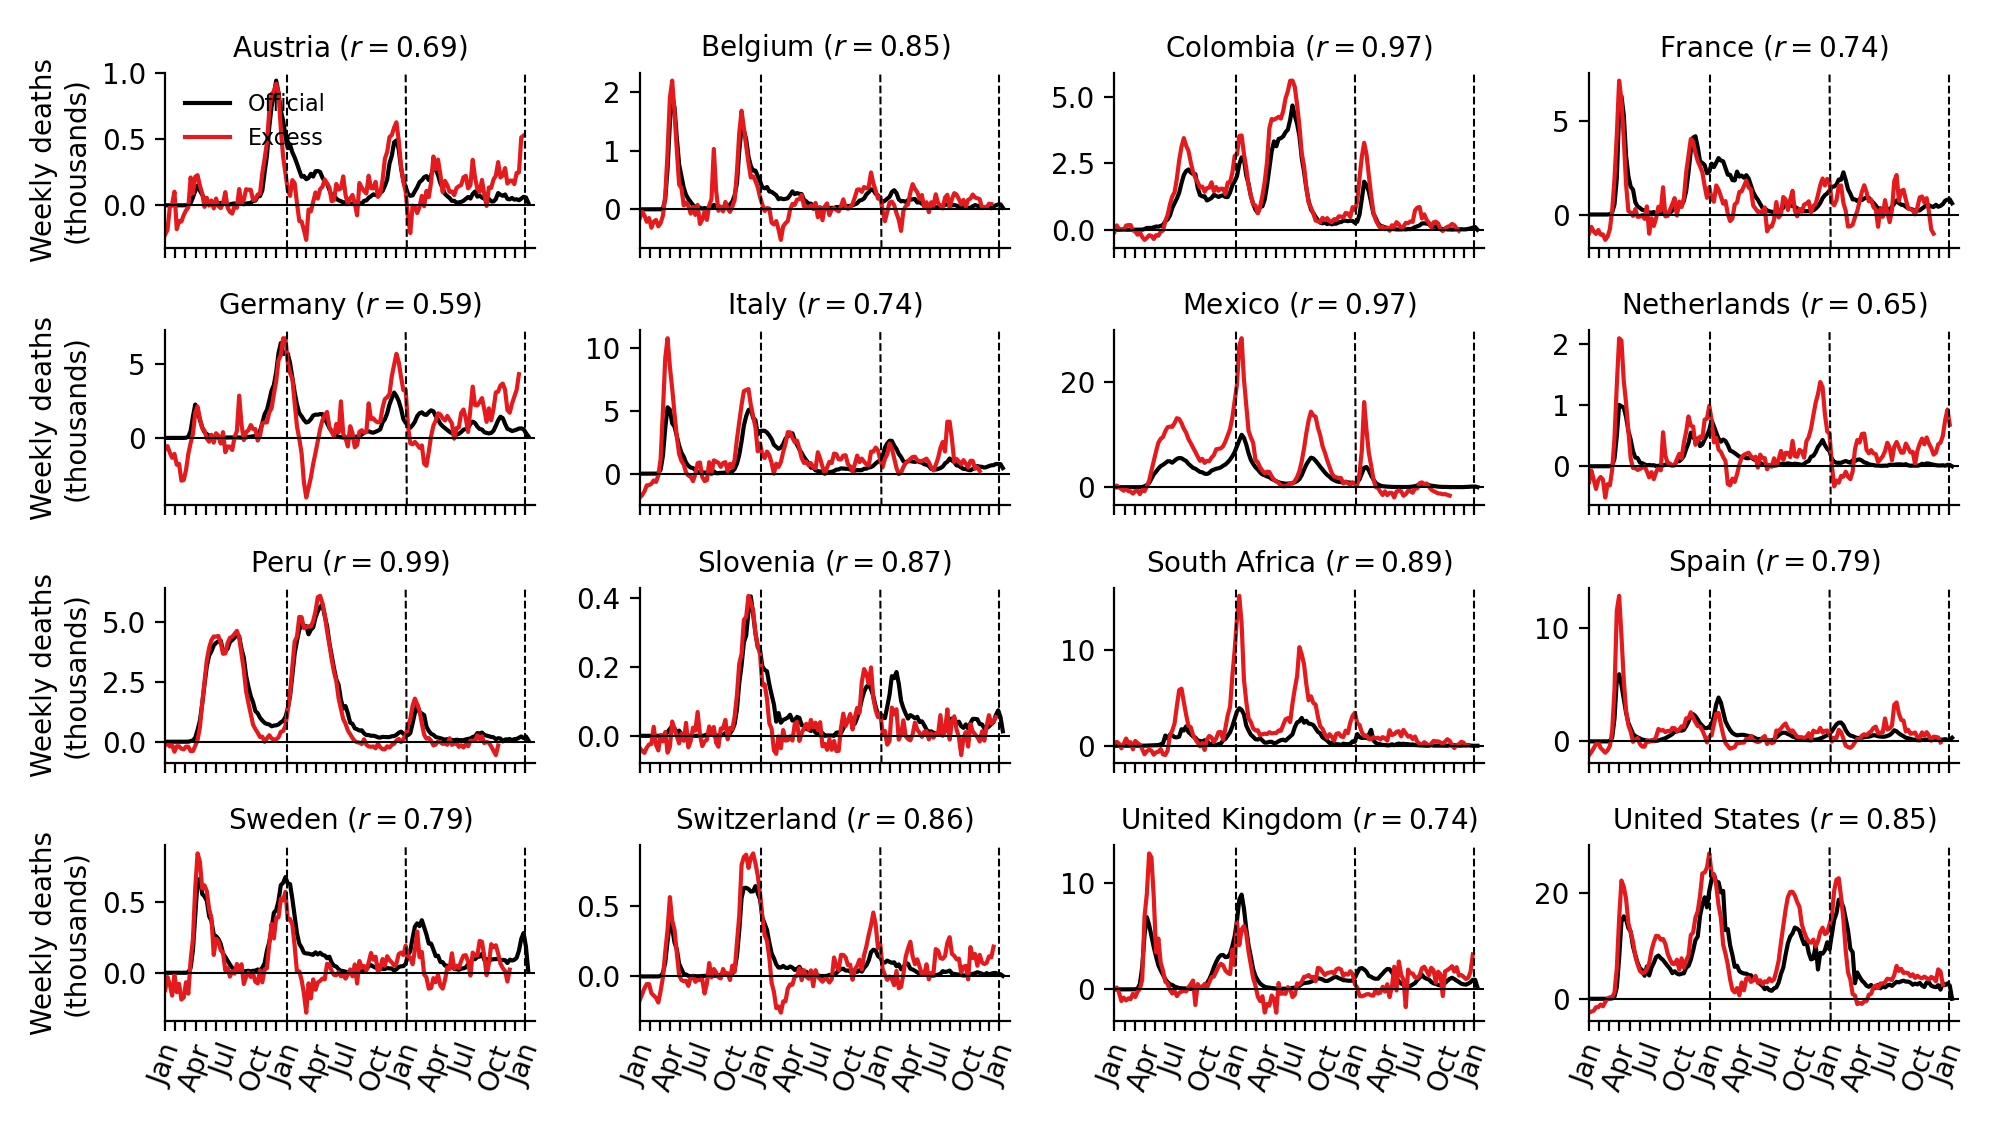 Austria (r = 0.69)
Belgium (r = 0.85)
Colombia (r = 0.97)
France (r = 0.74)
Weekly deaths
(thousands)
1.0
0.5
0.0
Official
Excess
2
1
0
5.0
2.5
0.0
5
0
Germany (r = 0.59)
Italy (r = 0.74)
Mexico (r = 0.97)
Netherlands (r = 0.65)
Weekly deaths
(thousands)
5
0
10
5
0
20
0
2
1
0
Peru (r = 0.99)
Slovenia (r = 0.87)
South Africa (r = 0.89)
Spain (r = 0.79)
Weekly deaths
(thousands)
5.0
2.5
0.0
0.4
0.2
0.0
10
0
10
0
Sweden (r = 0.79)
Switzerland (r = 0.86)
United Kingdom (r = 0.74)
United States (r = 0.85)
Weekly deaths
(thousands)
0.5
0.0
0.5
0.0
10
0
20
0
Jan Apr Jul Oct Jan Apr Jul Oct Jan Apr Jul Oct Jan
Jan Apr Jul Oct Jan Apr Jul Oct Jan Apr Jul Oct Jan
Jan Apr Jul Oct Jan Apr Jul Oct Jan Apr Jul Oct Jan
Jan Apr Jul Oct Jan Apr Jul Oct Jan Apr Jul Oct Jan